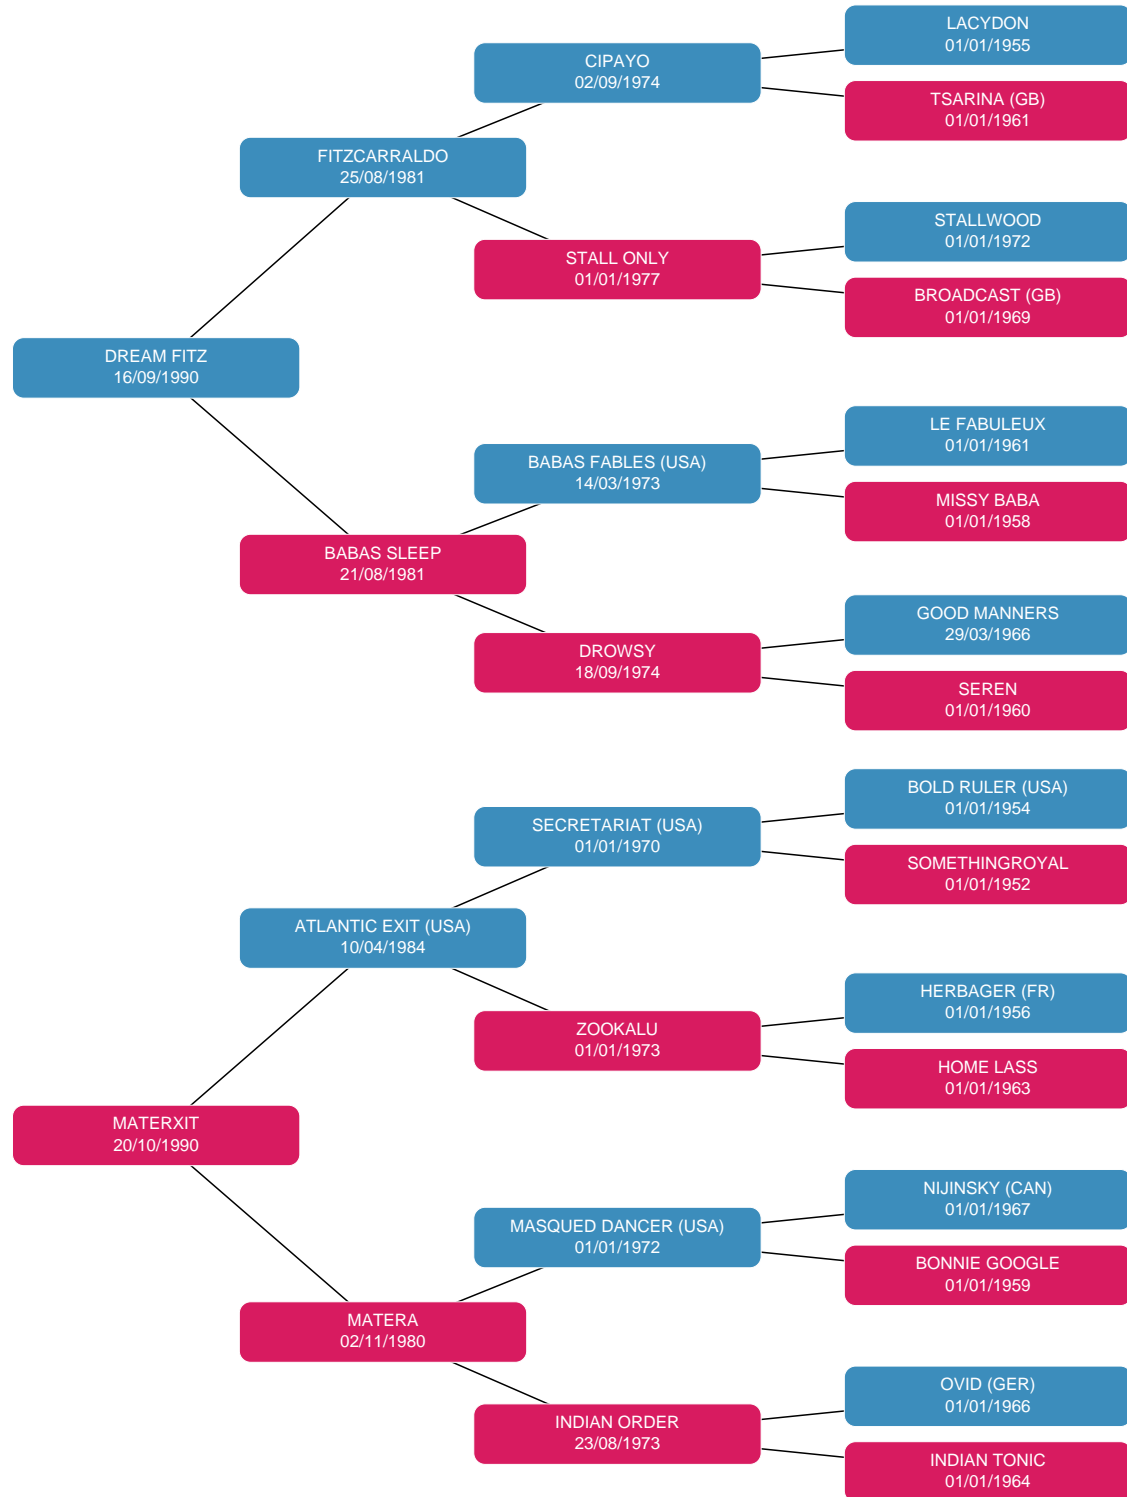 LACYDON
01/01/1955
CIPAYO
02/09/1974
TSARINA (GB)
01/01/1961
FITZCARRALDO
25/08/1981
STALLWOOD
01/01/1972
STALL ONLY
01/01/1977
BROADCAST (GB)
01/01/1969
DREAM FITZ
16/09/1990
LE FABULEUX
01/01/1961
BABAS FABLES (USA)
14/03/1973
MISSY BABA
01/01/1958
BABAS SLEEP
21/08/1981
GOOD MANNERS
29/03/1966
DROWSY
18/09/1974
SEREN
01/01/1960
BOLD RULER (USA)
01/01/1954
SECRETARIAT (USA)
01/01/1970
SOMETHINGROYAL
01/01/1952
ATLANTIC EXIT (USA)
10/04/1984
HERBAGER (FR)
01/01/1956
ZOOKALU
01/01/1973
HOME LASS
01/01/1963
MATERXIT
20/10/1990
NIJINSKY (CAN)
01/01/1967
MASQUED DANCER (USA)
01/01/1972
BONNIE GOOGLE
01/01/1959
MATERA
02/11/1980
OVID (GER)
01/01/1966
INDIAN ORDER
23/08/1973
INDIAN TONIC
01/01/1964